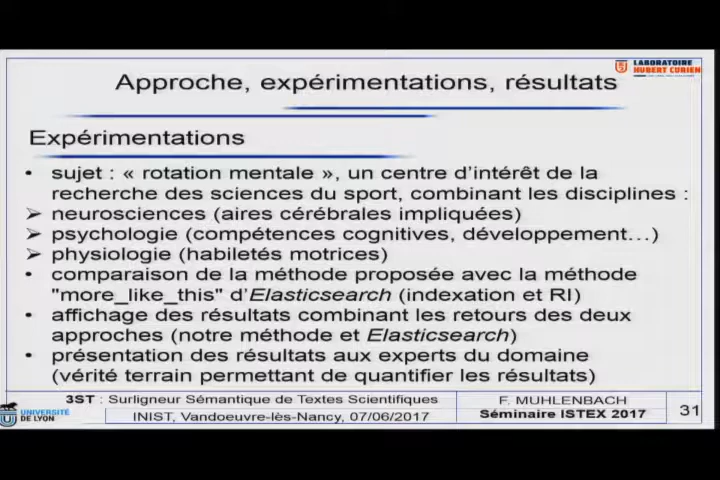 LABORATOIRE
HUBERT CURIEN
Approche, expérimentations, résultats
Expérimentations
• sujet : « rotation mentale », un centre d'intérêt de la
recherche des sciences du sport, combinant les disciplines :
➢ neurosciences (aires cérébrales impliquées)
➢ psychologie (compétences cognitives, développement…)
➢ physiologie (habiletés motrices)
• comparaison de la méthode proposée avec la méthode
"more_like_this" d'Elasticsearch (indexation et RI)
• affichage des résultats combinant les retours des deux
approches (notre méthode et Elasticsearch)
• présentation des résultats aux experts du domaine
(vérité terrain permettant de quantifier les résultats)
UNIVERSITÉ
DE LYON
3ST : Surligneur Sémantique de Textes Scientifiques
INIST, Vandoeuvre-lès-Nancy, 07/06/2017
F. MUHLENBACH
Séminaire ISTEX 2017
31